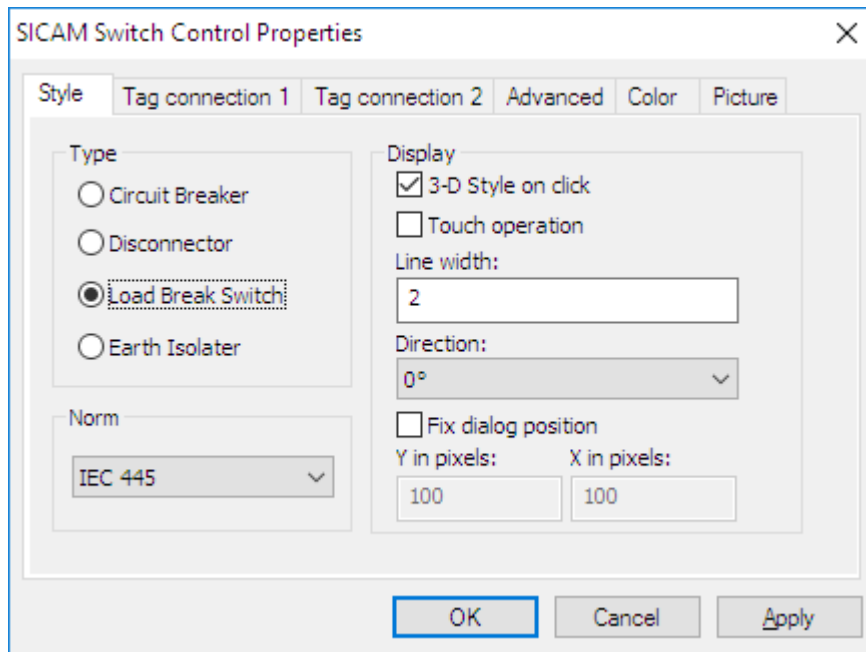 SICAM Switch Control Properties
Style Tag connection 1 Tag connection 2 Advanced Color Picture
Type
Circuit Breaker
Disconnector
Load Break Switch
Earth Isolater
Norm
IEC 445
Display
3-D Style on click
Touch operation
Line width:
2
Direction:
0°
Fix dialog position
Y in pixels: X in pixels:
100 100
OK Cancel Apply